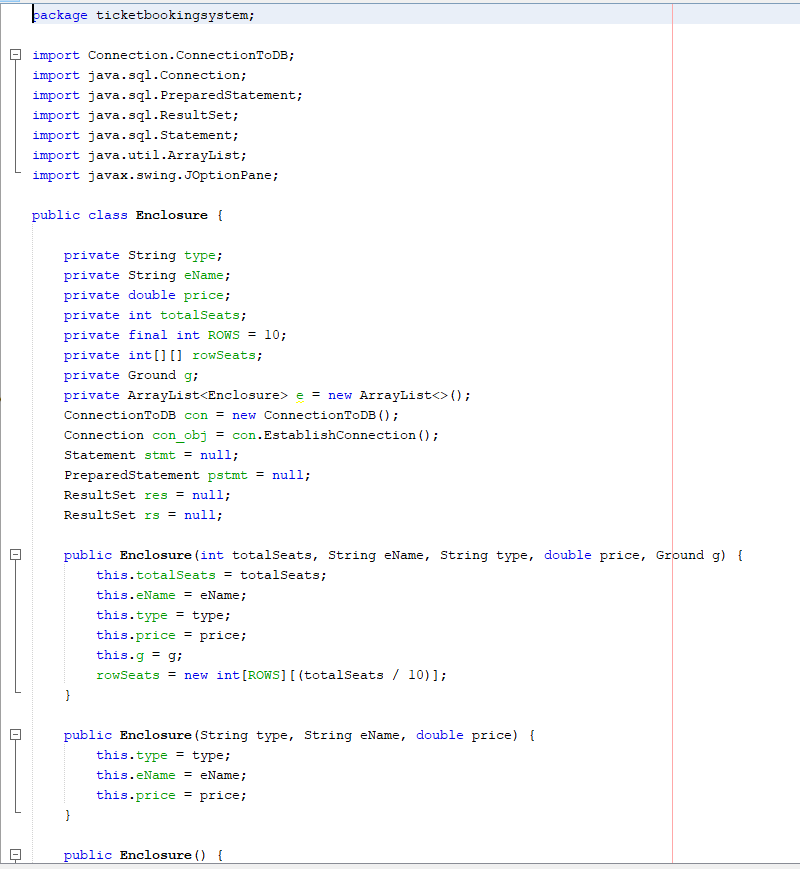 package ticketbookingsystem;
import Connection.ConnectionToDB;
import java.sql.Connection;
import java.sql.PreparedStatement;
import java.sql.ResultSet;
import java.sql.Statement;
import java.util.ArrayList;
import javax.swing.JOptionPane;
public class Enclosure {
private String type;
private String eName;
private double price;
private int totalSeats;
private final int ROWS = 10;
private int[][] rowSeats;
private Ground g;
private ArrayList<Enclosure> e = new ArrayList<>();
ConnectionToDB con = new ConnectionToDB();
Connection con_obj = con.EstablishConnection();
Statement stmt = null;
PreparedStatement pstmt = null;
ResultSet res = null;
ResultSet rs = null;
public Enclosure(int totalSeats, String eName, String type, double price, Ground g) {
this.totalSeats = totalSeats;
this.eName = eName;
this.type = type;
this.price = price;
this.g = g;
rowSeats = new int[ROWS][(totalSeats / 10)];
}
public Enclosure(String type, String eName, double price) {
this.type = type;
this.eName = eName;
this.price = price;
}
public Enclosure() {